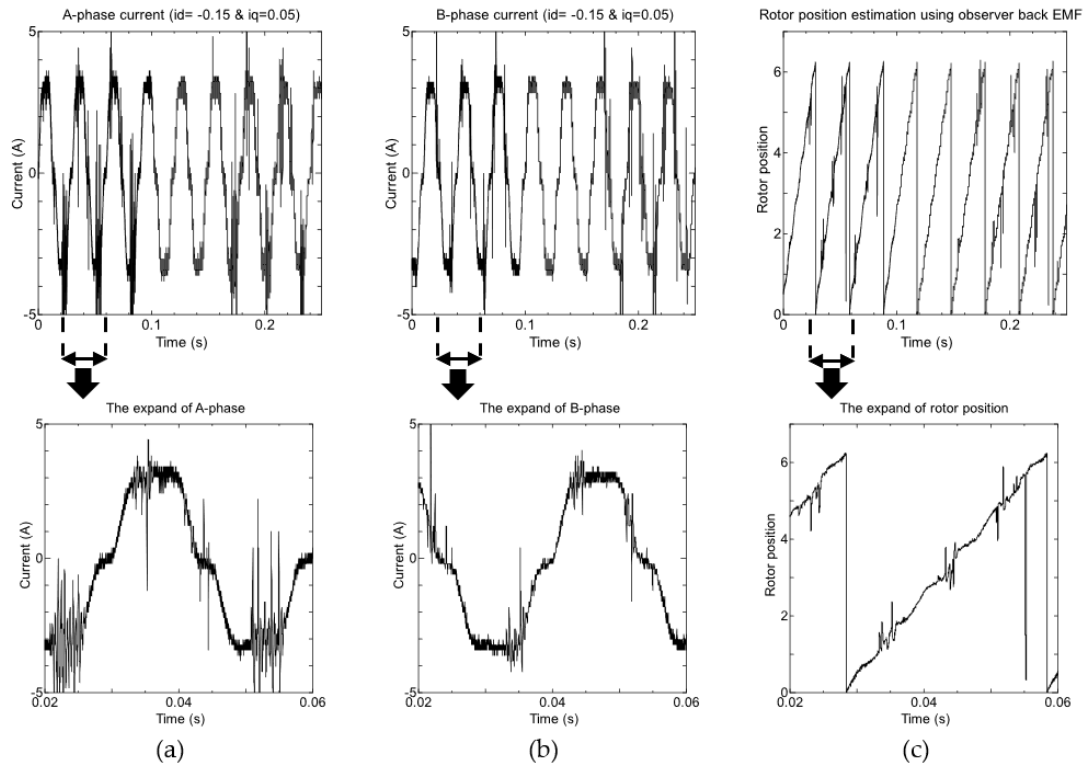 A-phase current (id= -0.15 & iq=0.05)
B-phase current (id= -0.15 & iq=0.05)
Rotor position estimation using observer back EMF
5
0
-5
Current (A)
0
0.1
0.2
Time (s)
5
0
-5
Current (A)
0
0.1
0.2
Time (s)
6
4
2
0
Rotor position
0
0.1
0.2
Time (s)
The expand of A-phase
The expand of B-phase
The expand of rotor position
5
0
-5
Current (A)
0.02
0.04
0.06
Time (s)
5
0
-5
Current (A)
0.02
0.04
0.06
Time (s)
6
4
2
0
Rotor position
0.02
0.04
0.06
Time (s)
(a)
(b)
(c)